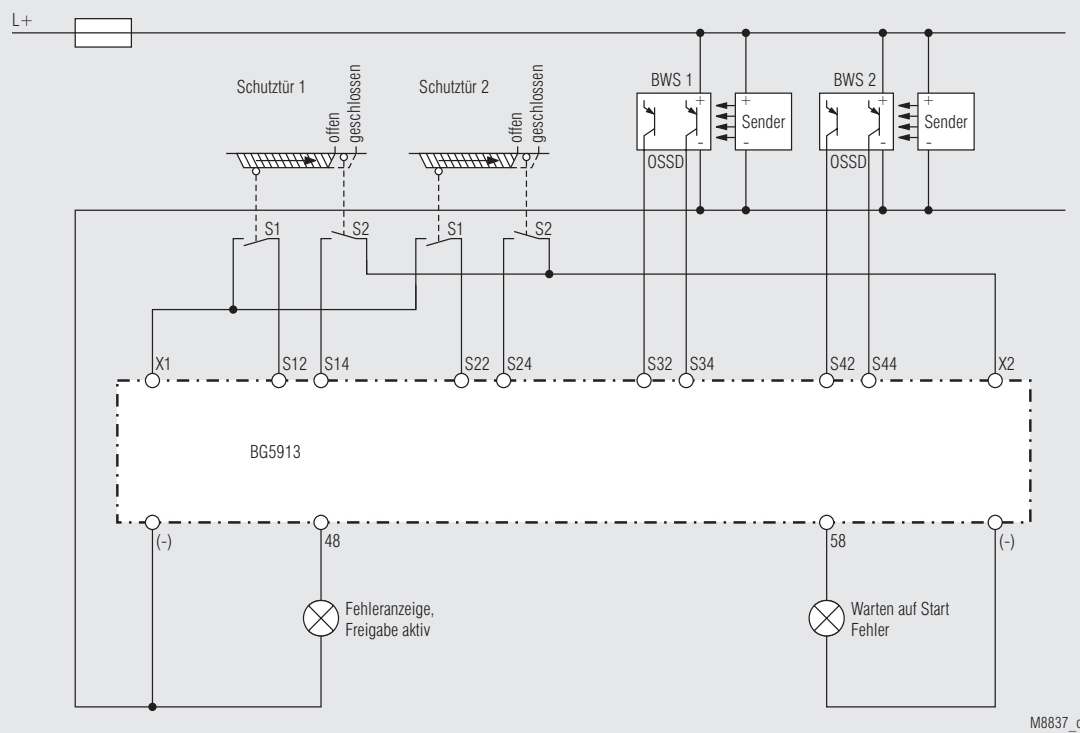 L+
Schutztür 1
offen
geschlossen
Schutztür 2
offen
geschlossen
BWS 1
+
+
Sender
-
-
OSSD
BWS 2
+
+
Sender
-
-
OSSD
S1
S2
S1
S2
X1
S12
S14
S22
S24
S32
S34
S42
S44
X2
BG5913
(-)
48
58
(-)
Fehleranzeige,
Freigabe aktiv
Warten auf Start
Fehler
M8837_d